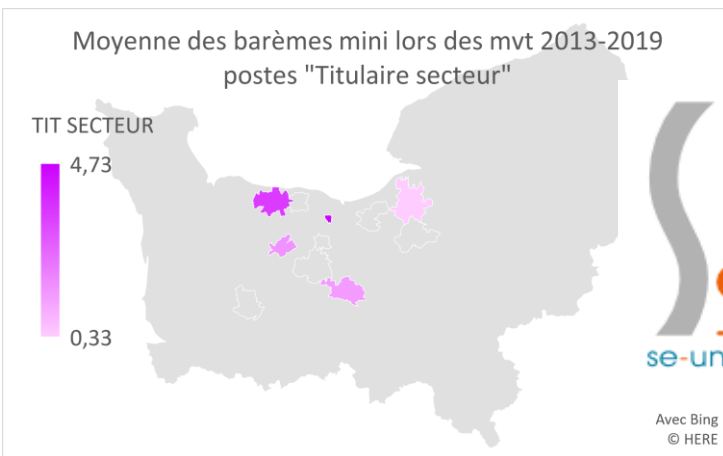 Moyenne des barèmes mini lors des mvt 2013-2019
postes "Titulaire secteur"
TIT SECTEUR
4,73
0,33
se-un
Avec Bing
© HERE